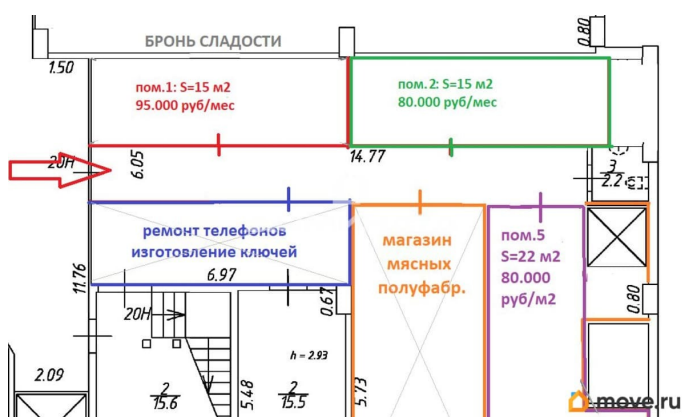 БРОНЬ СЛАДОСТИ
0.80
1.50
пом.1: S=15 м2
95.000 руб/мес
пом.2: S=15 м2
80.000 руб/мес
20Н
6.05
14.77
3
2.2
ремонт телефонов
изготовление ключей
6.97
магазин
мясных
полуфабр.
пом.5
S=22 м2
80.000
руб/м2
11.76
0.67
0.80
20Н
h = 2.93
2.09
2
15.6
5.48
2
15.5
5.73
move.ru